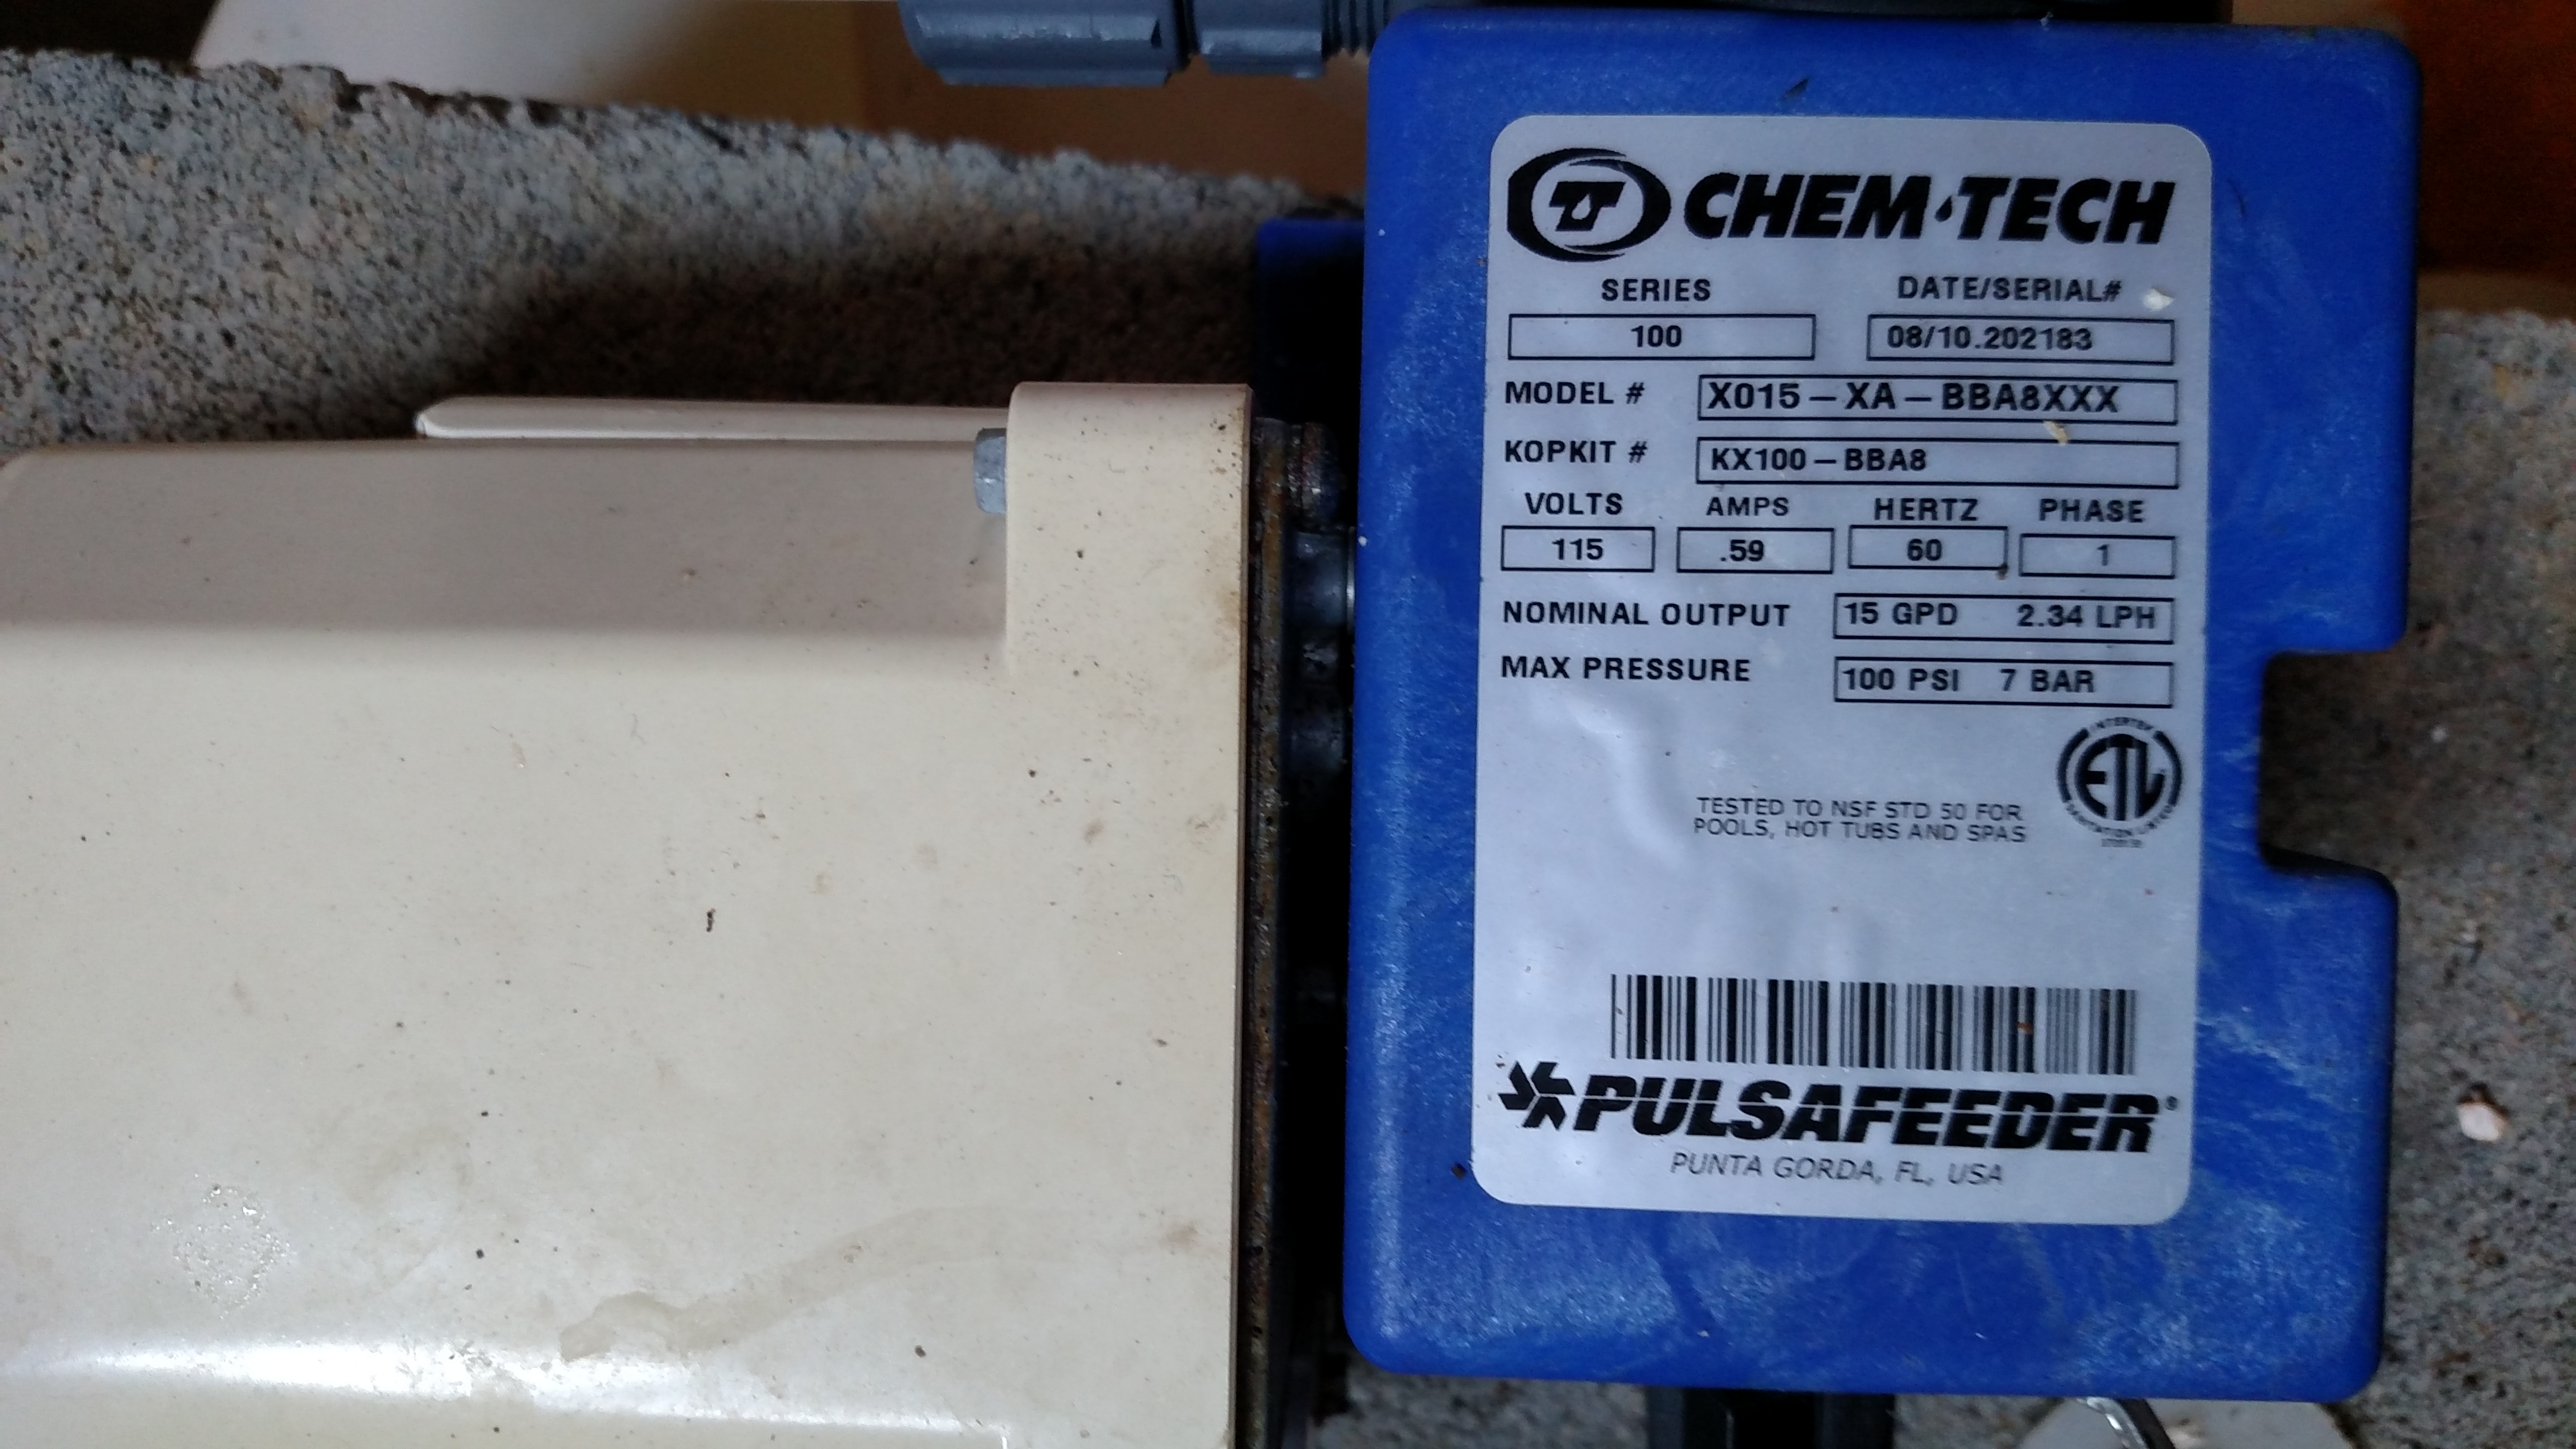 CHEM·TECH
SERIES DATE/SERIAL#
100 08/10.202183
MODEL # X015-XA-BBA8XXX
KOPKIT # KX100-BBA8
VOLTS AMPS HERTZ PHASE
115 .59 60 1
NOMINAL OUTPUT 15 GPD 2.34 LPH
MAX PRESSURE 100 PSI 7 BAR
INTERTEK
ETL
TESTED TO NSF STD 50 FOR
POOLS, HOT TUBS AND SPAS
PULSAFEEDER®
PUNTA GORDA, FL, USA